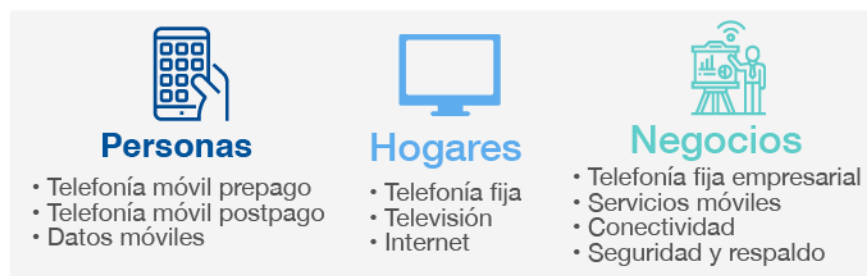 Personas
• Telefonía móvil prepago
• Telefonía móvil postpago
• Datos móviles
Hogares
• Telefonía fija
• Televisión
• Internet
Negocios
• Telefonía fija empresarial
• Servicios móviles
• Conectividad
• Seguridad y respaldo